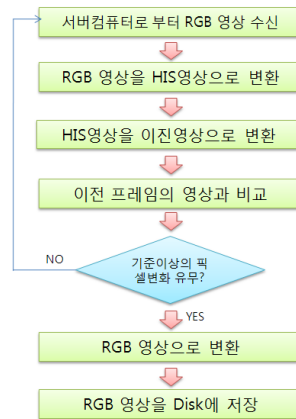 서버컴퓨터로 부터 RGB 영상 수신
RGB 영상을 HIS영상으로 변환
HIS영상을 이진영상으로 변환
이전 프레임의 영상과 비교
기준이상의 픽
셀변화 유무?
NO
YES
RGB 영상으로 변환
RGB 영상을 Disk에 저장